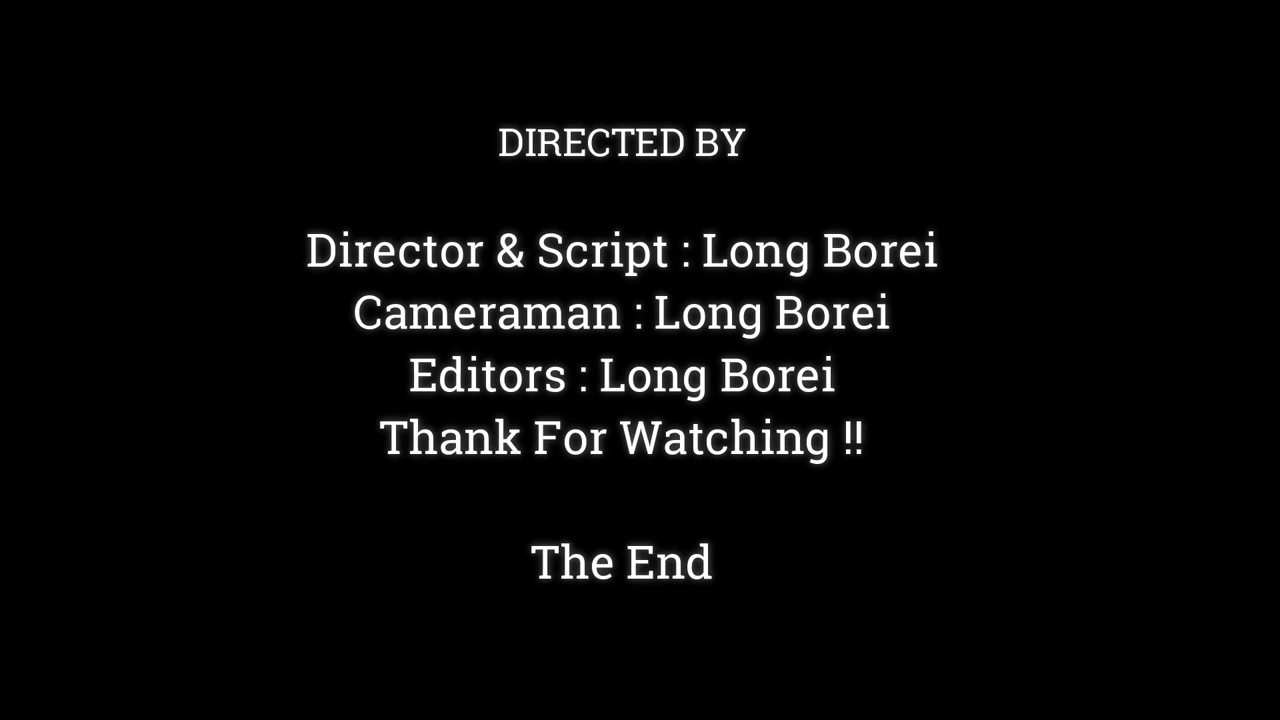 DIRECTED BY
Director & Script : Long Borei
Cameraman : Long Borei
Editors : Long Borei
Thank For Watching !!
The End